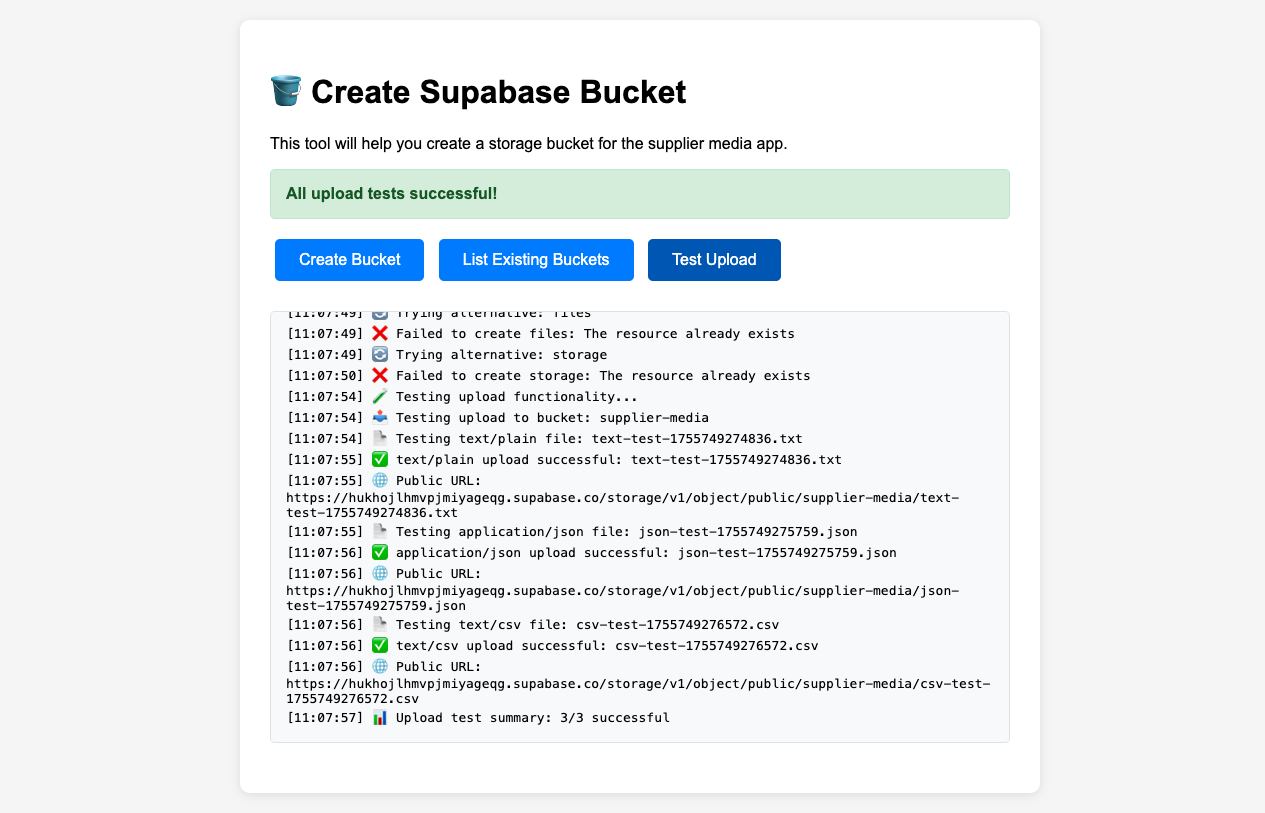 Create Supabase Bucket
This tool will help you create a storage bucket for the supplier media app.
All upload tests successful!
Create Bucket
List Existing Buckets
Test Upload
[11:07:49] 🔄 Trying alternative: files
[11:07:49] ❌ Failed to create files: The resource already exists
[11:07:49] 🔄 Trying alternative: storage
[11:07:50] ❌ Failed to create storage: The resource already exists
[11:07:54] 🧪 Testing upload functionality...
[11:07:54] 📤 Testing upload to bucket: supplier-media
[11:07:54] 📄 Testing text/plain file: text-test-1755749274836.txt
[11:07:55] ✅ text/plain upload successful: text-test-1755749274836.txt
[11:07:55] 🌐 Public URL:
https://hukhojlhmvpjmiyageqg.supabase.co/storage/v1/object/public/supplier-media/text-
test-1755749274836.txt
[11:07:55] 📄 Testing application/json file: json-test-1755749275759.json
[11:07:56] ✅ application/json upload successful: json-test-1755749275759.json
[11:07:56] 🌐 Public URL:
https://hukhojlhmvpjmiyageqg.supabase.co/storage/v1/object/public/supplier-media/json-
test-1755749275759.json
[11:07:56] 📄 Testing text/csv file: csv-test-1755749276572.csv
[11:07:56] ✅ text/csv upload successful: csv-test-1755749276572.csv
[11:07:56] 🌐 Public URL:
https://hukhojlhmvpjmiyageqg.supabase.co/storage/v1/object/public/supplier-media/csv-test-
1755749276572.csv
[11:07:57] 📊 Upload test summary: 3/3 successful